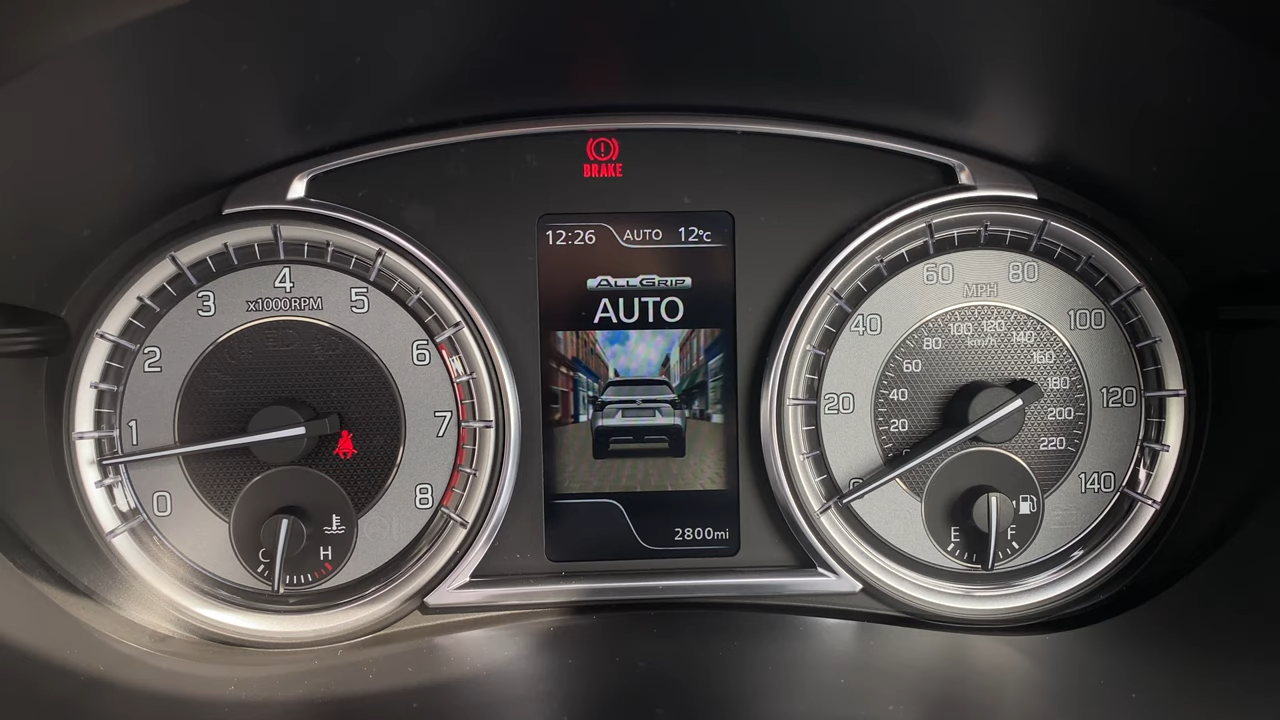 BRAKE
12:26 AUTO 12°c
ALLGRIP
AUTO
2800mi
0 1 2 3 4 5 6 7 8
x1000RPM
C H
0 20 40 60 80 100 120 140
MPH
20 40 60 80 100 120 140 160 180 200 220
km/h
E F